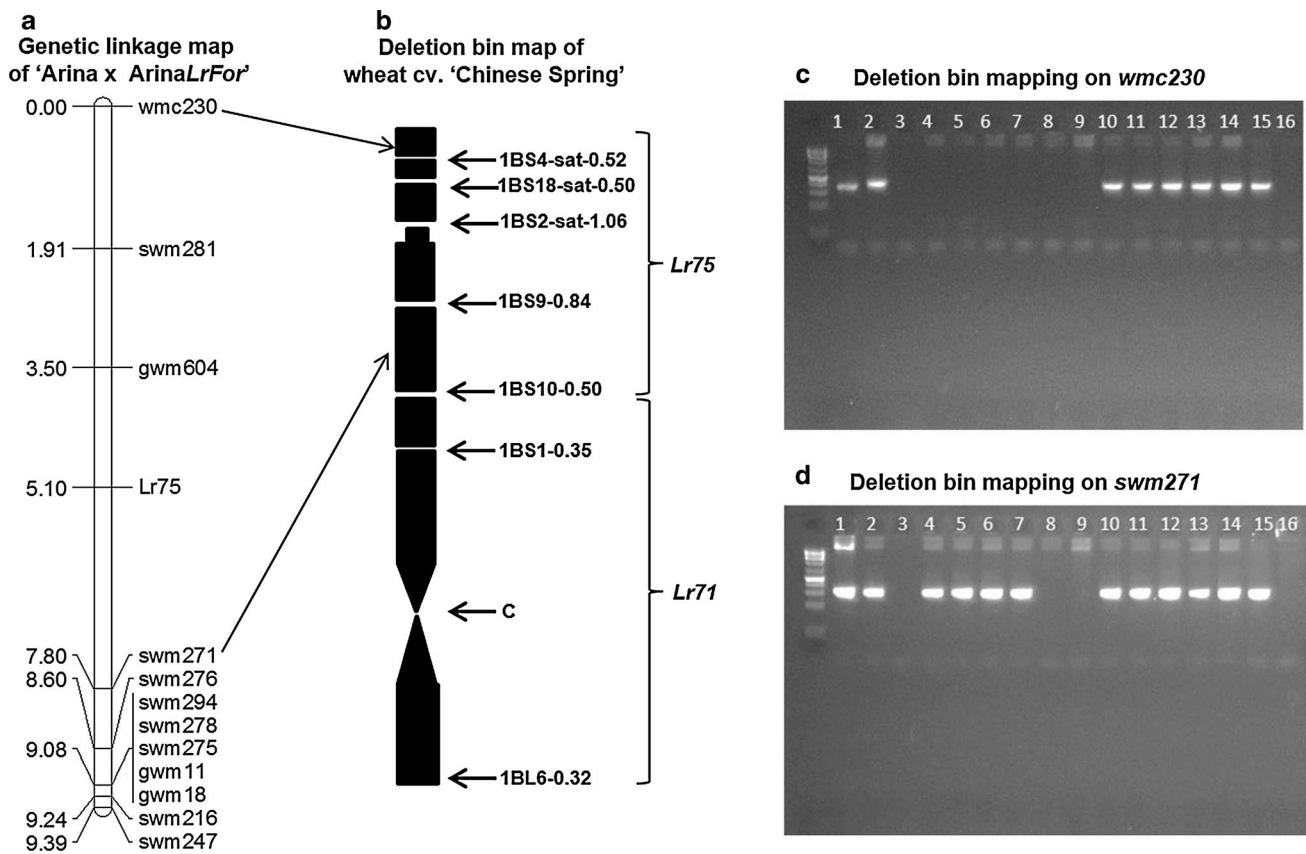 a
Genetic linkage map
of ‘Arina x ArinaLrFor’
0.00 wmc230
1.91 swm281
3.50 gwm604
5.10 Lr75
7.80 swm271
8.60 swm276
swm294
swm278
9.08 swm275
gwm11
gwm18
9.24 swm216
9.39 swm247
b
Deletion bin map of
wheat cv. ‘Chinese Spring’
1BS4-sat-0.52
1BS18-sat-0.50
1BS2-sat-1.06
1BS9-0.84
1BS10-0.50
1BS1-0.35
C
1BL6-0.32
Lr75
Lr71
c Deletion bin mapping on wmc230
1 2 3 4 5 6 7 8 9 10 11 12 13 14 15 16
d Deletion bin mapping on swm271
1 2 3 4 5 6 7 8 9 10 11 12 13 14 15 16